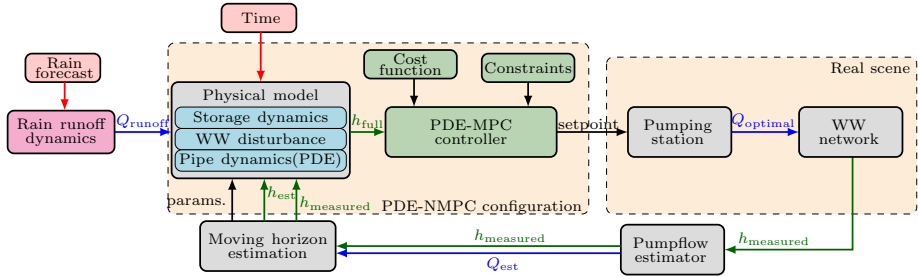 Time
Rain
forecast
Cost
function
Constraints
Real scene
Physical model
Storage dynamics
WW disturbance
Pipe dynamics(PDE)
Rain runoff
dynamics
Q_runoff
h_full
PDE-MPC
controller
setpoint
Pumping
station
Q_optimal
WW
network
params.
h_est
h_measured
PDE-NMPC configuration
Moving horizon
estimation
h_measured
Q_est
Pumpflow
estimator
h_measured